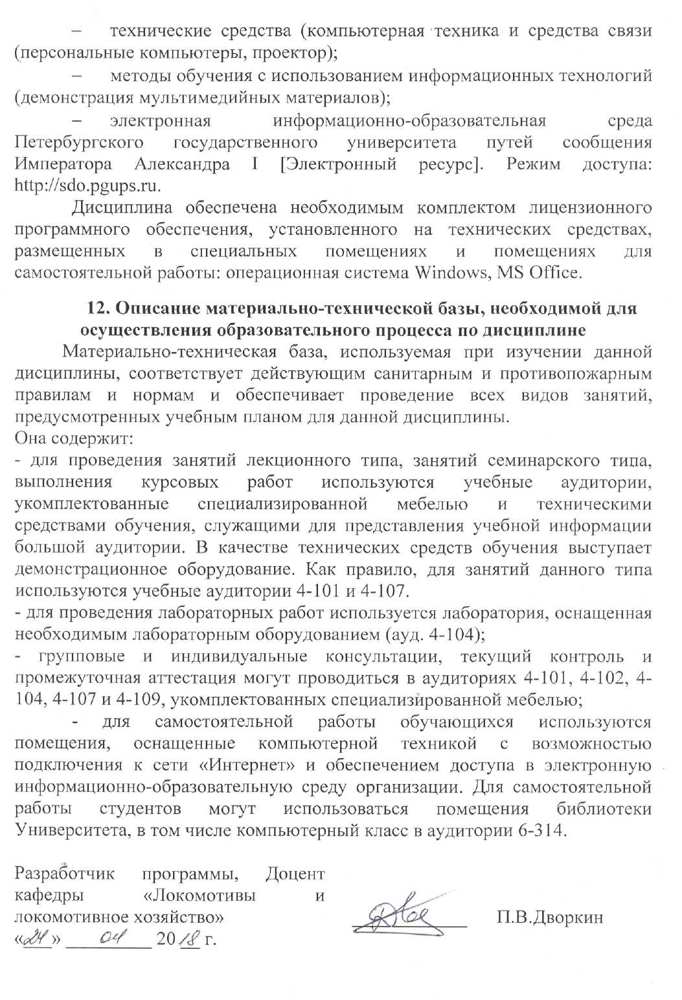 – технические средства (компьютерная техника и средства связи
(персональные компьютеры, проектор);
– методы обучения с использованием информационных технологий
(демонстрация мультимедийных материалов);
– электронная информационно-образовательная среда
Петербургского государственного университета путей сообщения
Императора Александра I [Электронный ресурс]. Режим доступа:
http://sdo.pgups.ru.
Дисциплина обеспечена необходимым комплектом лицензионного
программного обеспечения, установленного на технических средствах,
размещенных в специальных помещениях и помещениях для
самостоятельной работы: операционная система Windows, MS Office.
12. Описание материально-технической базы, необходимой для
осуществления образовательного процесса по дисциплине
Материально-техническая база, используемая при изучении данной
дисциплины, соответствует действующим санитарным и противопожарным
правилам и нормам и обеспечивает проведение всех видов занятий,
предусмотренных учебным планом для данной дисциплины.
Она содержит:
- для проведения занятий лекционного типа, занятий семинарского типа,
выполнения курсовых работ используются учебные аудитории,
укомплектованные специализированной мебелью и техническими
средствами обучения, служащими для представления учебной информации
большой аудитории. В качестве технических средств обучения выступает
демонстрационное оборудование. Как правило, для занятий данного типа
используются учебные аудитории 4-101 и 4-107.
- для проведения лабораторных работ используется лаборатория, оснащенная
необходимым лабораторным оборудованием (ауд. 4-104);
- групповые и индивидуальные консультации, текущий контроль и
промежуточная аттестация могут проводиться в аудиториях 4-101, 4-102, 4-
104, 4-107 и 4-109, укомплектованных специализированной мебелью;
- для самостоятельной работы обучающихся используются
помещения, оснащенные компьютерной техникой с возможностью
подключения к сети «Интернет» и обеспечением доступа в электронную
информационно-образовательную среду организации. Для самостоятельной
работы студентов могут использоваться помещения библиотеки
Университета, в том числе компьютерный класс в аудитории 6-314.
Разработчик программы, Доцент
кафедры «Локомотивы и
локомотивное хозяйство» П.В.Дворкин
«24» 04 2018 г.